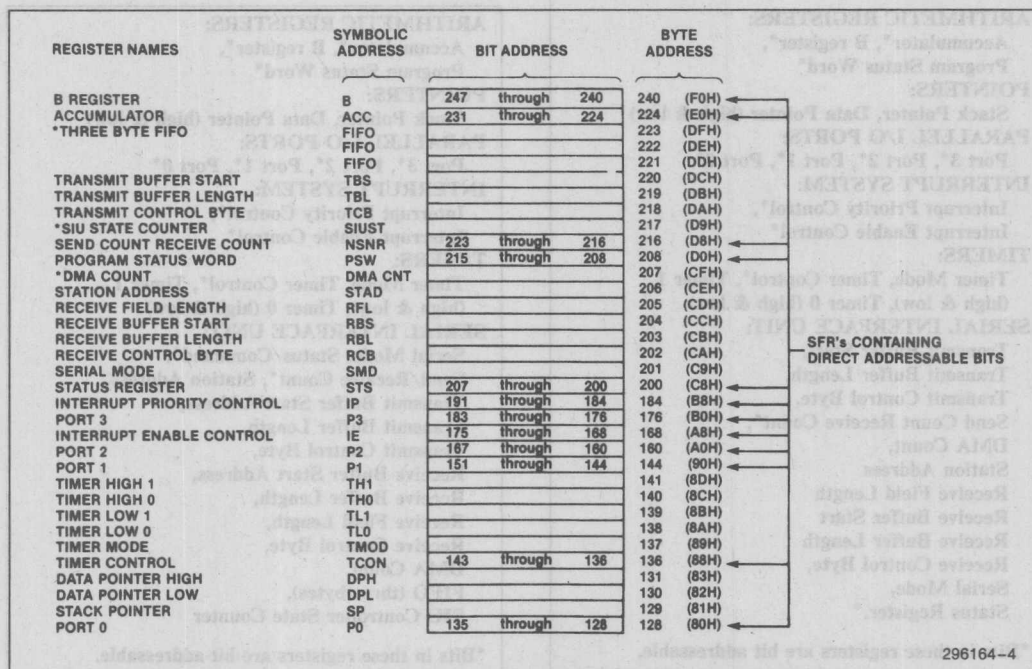 REGISTER NAMES SYMBOLIC ADDRESS BIT ADDRESS BYTE ADDRESS
B REGISTER B 247 through 240 240 (F0H)
ACCUMULATOR ACC 231 through 224 224 (E0H)
*THREE BYTE FIFO FIFO 223 (DFH)
FIFO 222 (DEH)
FIFO 221 (DDH)
TRANSMIT BUFFER START TBS 220 (DCH)
TRANSMIT BUFFER LENGTH TBL 219 (DBH)
TRANSMIT CONTROL BYTE TCB 218 (DAH)
*SIU STATE COUNTER SIUST 217 (D9H)
SEND COUNT RECEIVE COUNT NSNR 223 through 216 216 (D8H)
PROGRAM STATUS WORD PSW 215 through 208 208 (D0H)
*DMA COUNT DMA CNT 207 (CFH)
STATION ADDRESS STAD 206 (CEH)
RECEIVE FIELD LENGTH RFL 205 (CDH)
RECEIVE BUFFER START RBS 204 (CCH)
RECEIVE BUFFER LENGTH RBL 203 (CBH)
RECEIVE CONTROL BYTE RCB 202 (CAH)
SERIAL MODE SMD 201 (C9H)
STATUS REGISTER STS 207 through 200 200 (C8H)
INTERRUPT PRIORITY CONTROL IP 191 through 184 184 (B8H)
PORT 3 P3 183 through 176 176 (B0H)
INTERRUPT ENABLE CONTROL IE 175 through 168 168 (A8H)
PORT 2 P2 167 through 160 160 (A0H)
PORT 1 P1 151 through 144 144 (90H)
TIMER HIGH 1 TH1 141 (8DH)
TIMER HIGH 0 TH0 140 (8CH)
TIMER LOW 1 TL1 139 (8BH)
TIMER LOW 0 TL0 138 (8AH)
TIMER MODE TMOD 137 (89H)
TIMER CONTROL TCON 143 through 136 136 (88H)
DATA POINTER HIGH DPH 131 (83H)
DATA POINTER LOW DPL 130 (82H)
STACK POINTER SP 129 (81H)
PORT 0 P0 135 through 128 128 (80H)
SFR's CONTAINING
DIRECT ADDRESSABLE BITS
296164-4